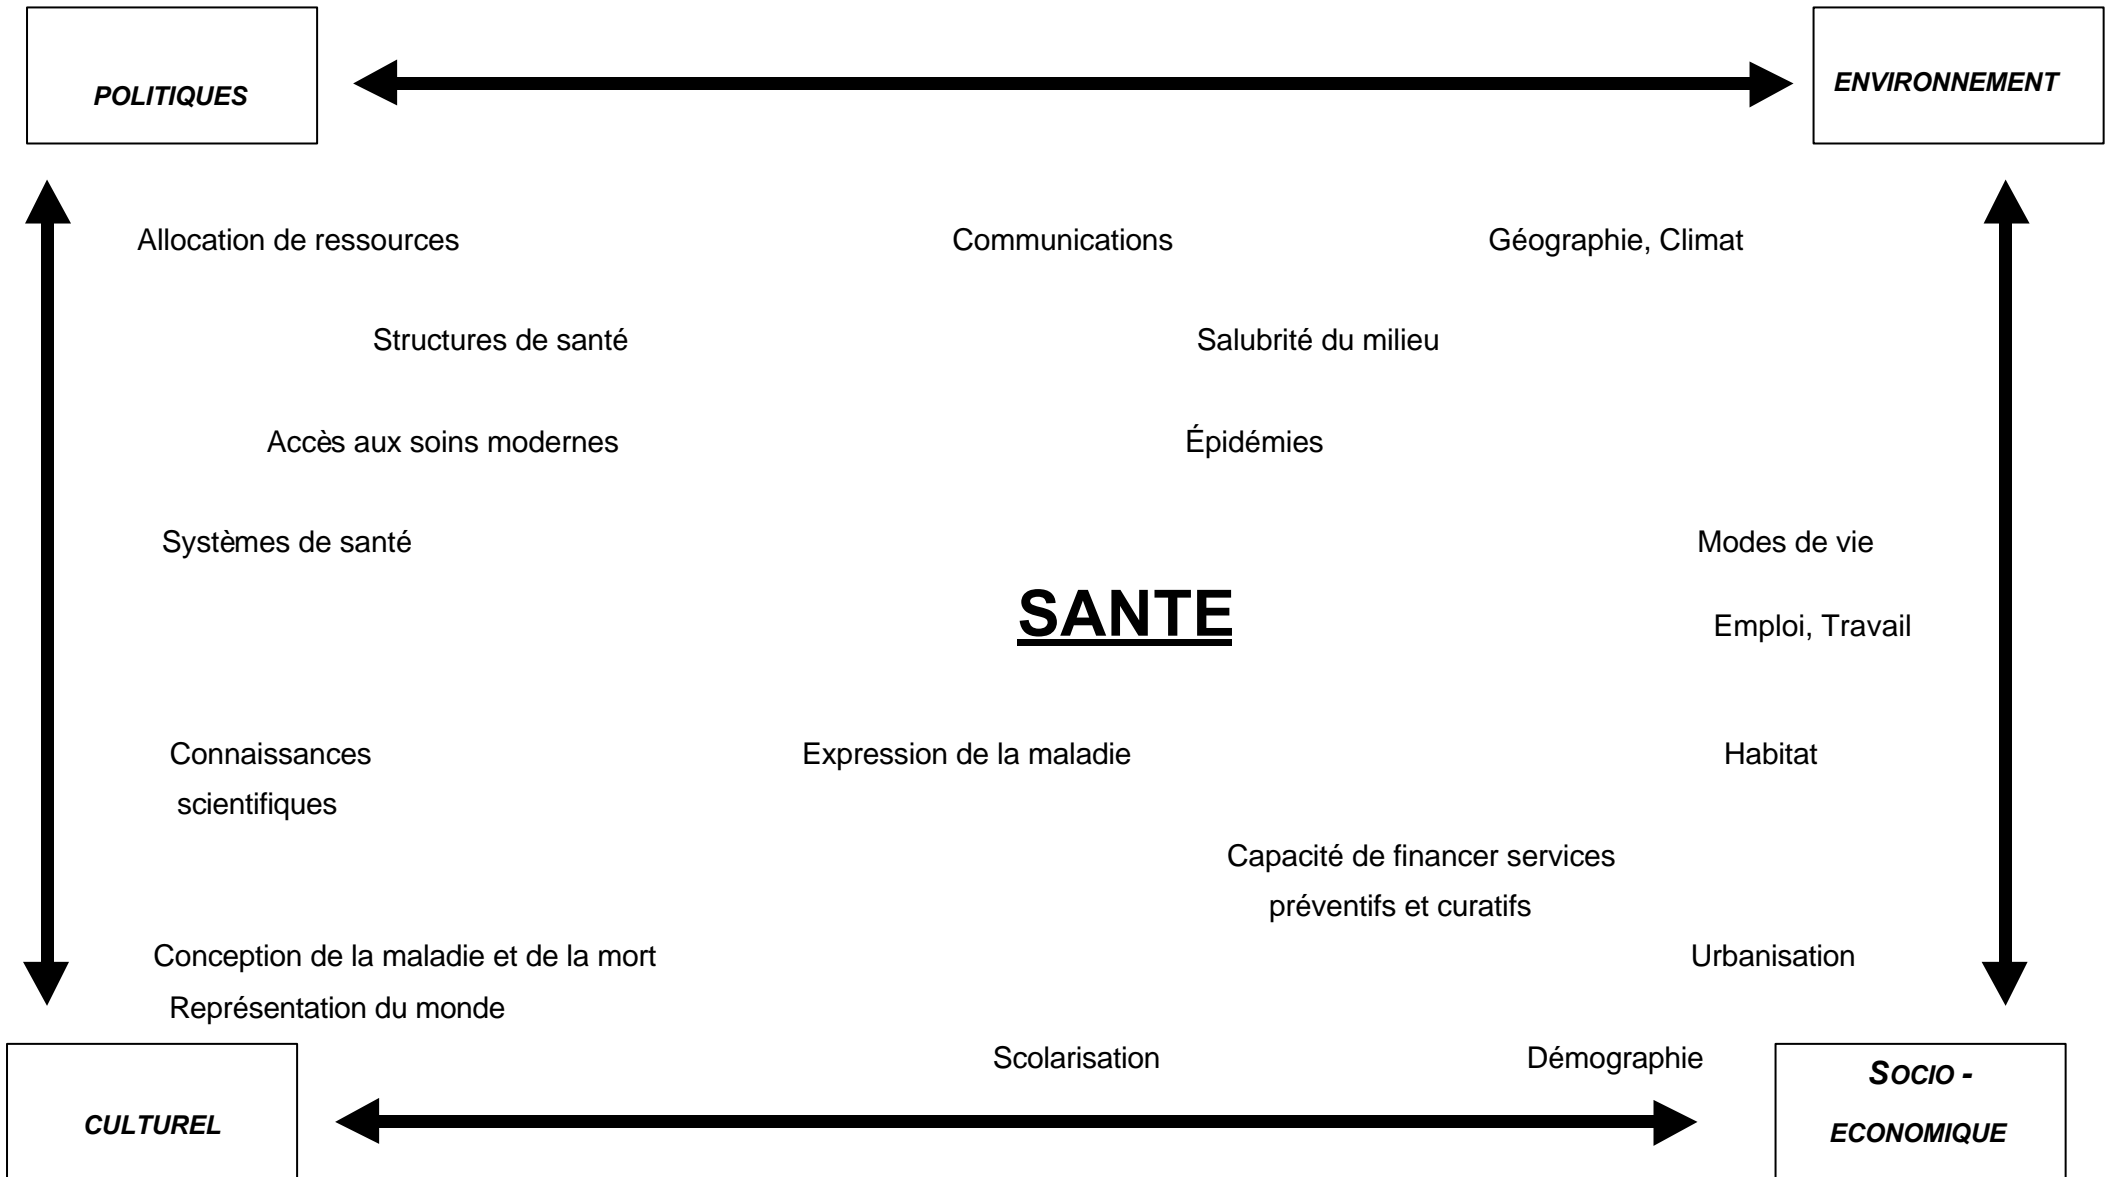 POLITIQUES
ENVIRONNEMENT
Allocation de ressources
Communications
Géographie, Climat
Structures de santé
Salubrité du milieu
Accès aux soins modernes
Épidémies
Systèmes de santé
Modes de vie
SANTE
Emploi, Travail
Connaissances
scientifiques
Expression de la maladie
Habitat
Capacité de financer services
préventifs et curatifs
Conception de la maladie et de la mort
Représentation du monde
Urbanisation
Scolarisation
Démographie
CULTUREL
SOCIO -
ECONOMIQUE